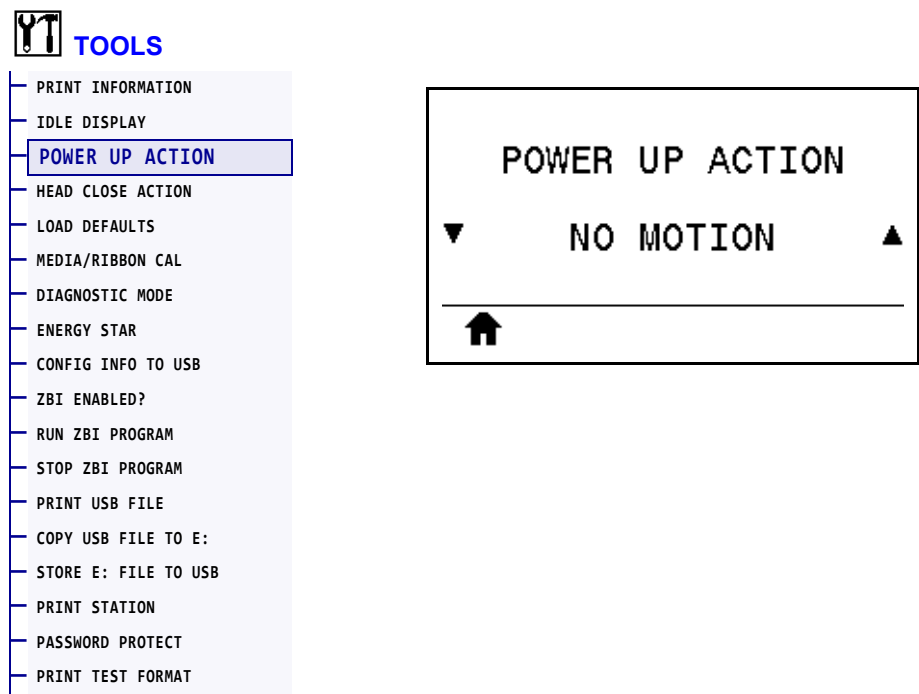 TOOLS
PRINT INFORMATION
IDLE DISPLAY
POWER UP ACTION
HEAD CLOSE ACTION
LOAD DEFAULTS
MEDIA/RIBBON CAL
DIAGNOSTIC MODE
ENERGY STAR
CONFIG INFO TO USB
ZBI ENABLED?
RUN ZBI PROGRAM
STOP ZBI PROGRAM
PRINT USB FILE
COPY USB FILE TO E:
STORE E: FILE TO USB
PRINT STATION
PASSWORD PROTECT
PRINT TEST FORMAT
POWER UP ACTION
NO MOTION